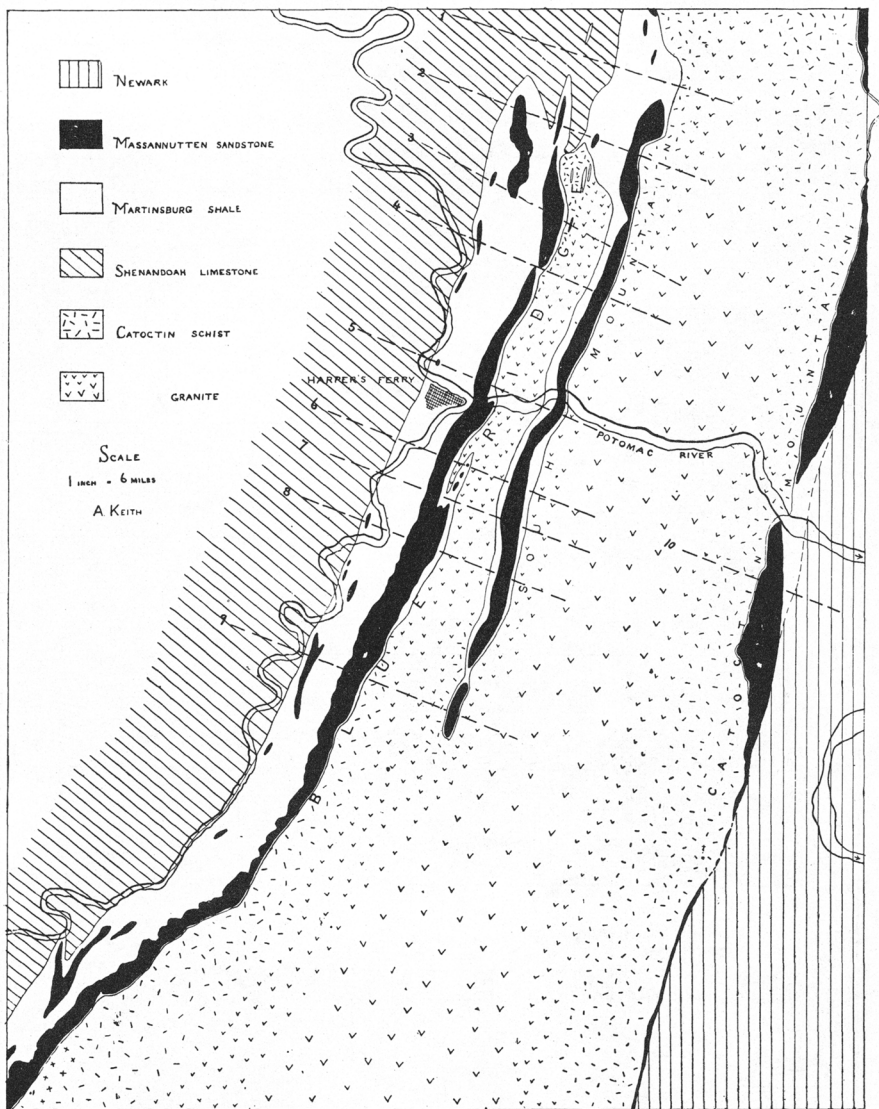 NEWARK
MASSANNUTTEN SANDSTONE
MARTINSBURG SHALE
SHENANDOAH LIMESTONE
CATOCTIN SCHIST
GRANITE
SCALE
1 INCH = 6 MILES
A. KEITH
1
2
3
4
5
HARPER'S FERRY
6
7
8
9
10
POTOMAC RIVER
BLUE RIDGE
SOUTH MOUNTAIN
CATOCTIN MOUNTAIN